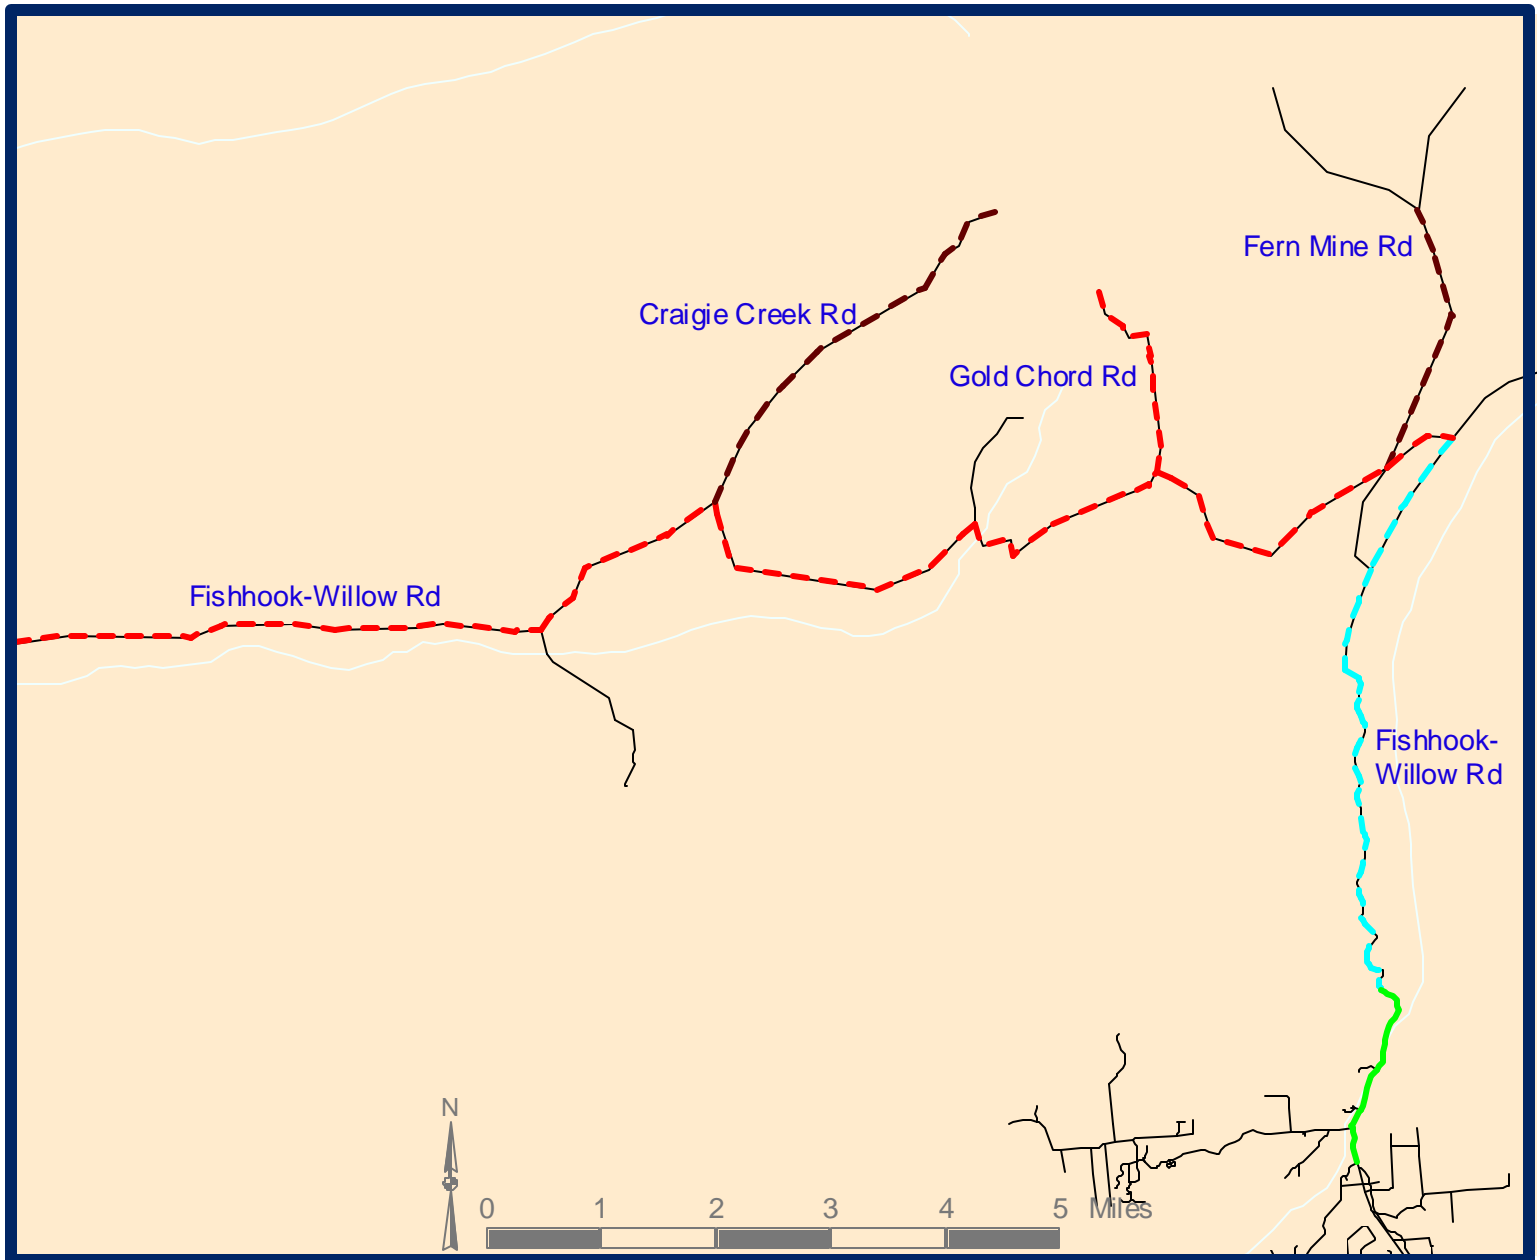 Fern Mine Rd
Craigie Creek Rd
Gold Chord Rd
Fishhook-Willow Rd
Fishhook-
Willow Rd
N
0 1 2 3 4 5 Miles